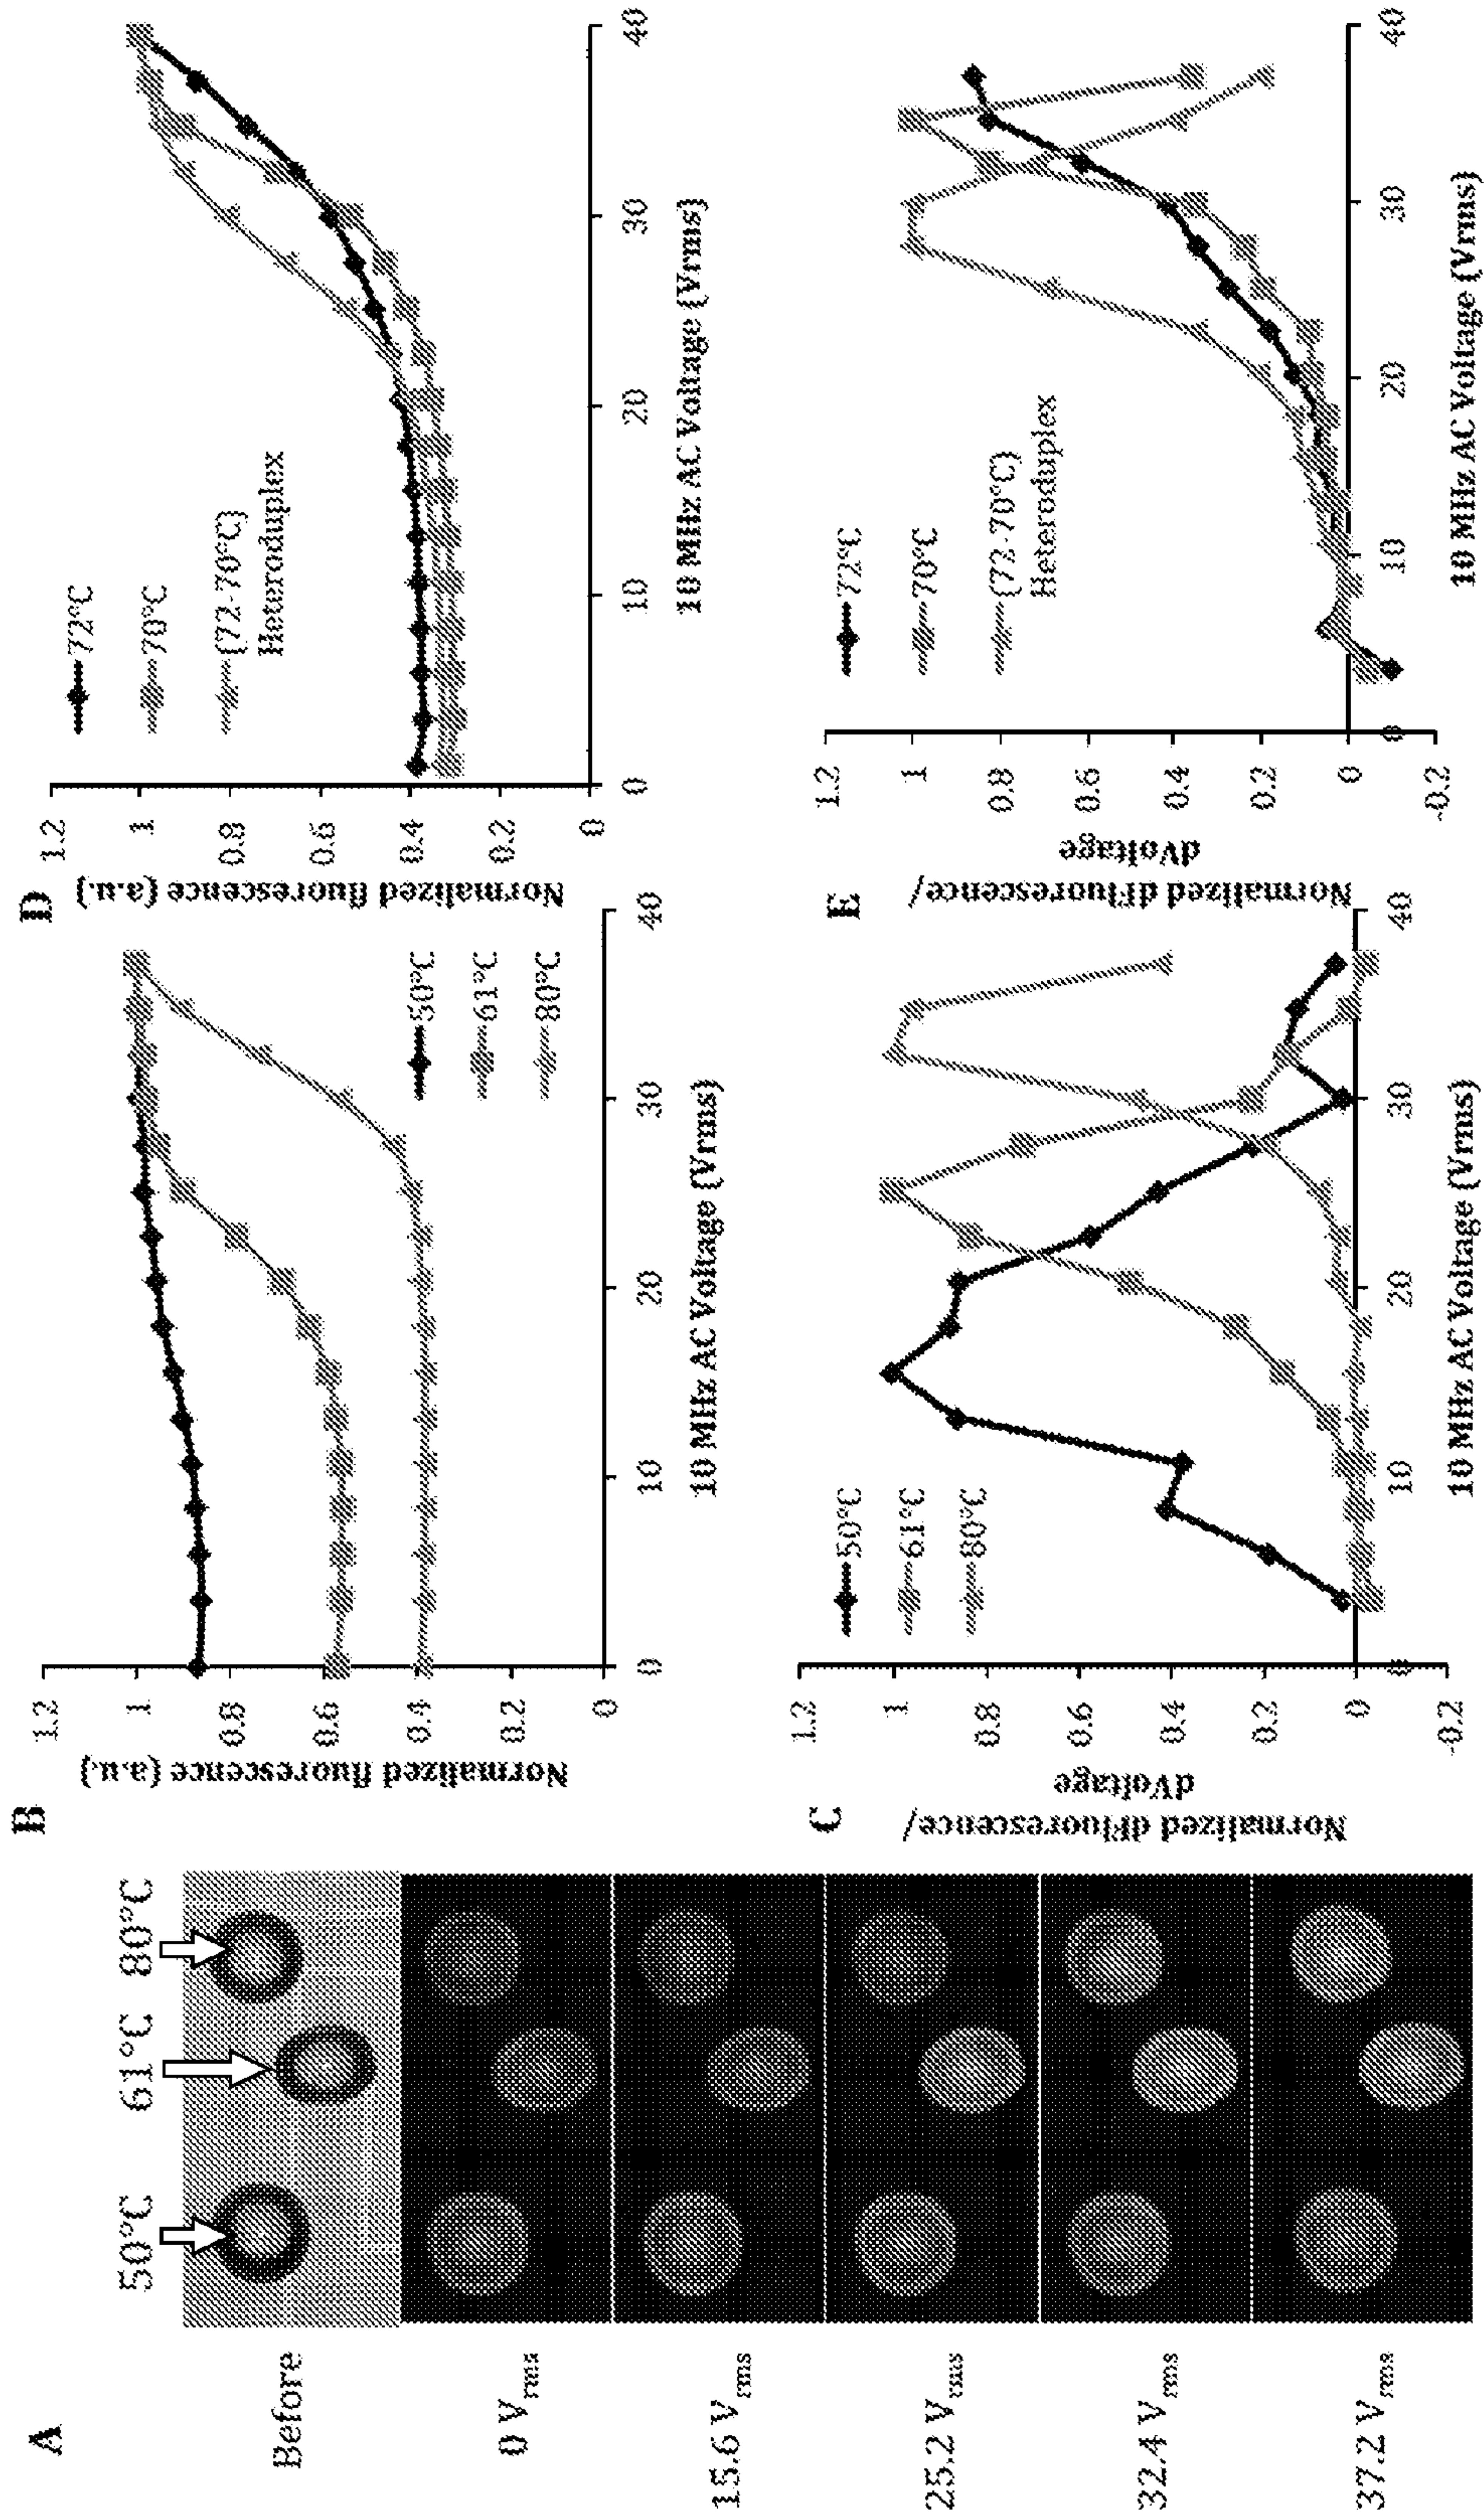 A
50°C 61°C 80°C
Before
0 Vrms
15.6 Vrms
25.2 Vrms
32.4 Vrms
37.2 Vrms
B
Normalized fluorescence (a.u.)
1.2
1
0.8
0.6
0.4
0.2
0
50°C
61°C
80°C
0 10 20 30 40
10 MHz AC Voltage (Vrms)
C
Normalized dFluorescence/
dVoltage
1.2
1
0.8
0.6
0.4
0.2
0
-0.2
50°C
61°C
80°C
0 10 20 30 40
10 MHz AC Voltage (Vrms)
D
Normalized fluorescence (a.u.)
1.2
1
0.8
0.6
0.4
0.2
0
72°C
70°C
(72-70°C)
Heteroduplex
0 10 20 30 40
10 MHz AC Voltage (Vrms)
E
Normalized dFluorescence/
dVoltage
1.2
1
0.8
0.6
0.4
0.2
0
-0.2
72°C
70°C
(72-70°C)
Heteroduplex
0 10 20 30 40
10 MHz AC Voltage (Vrms)